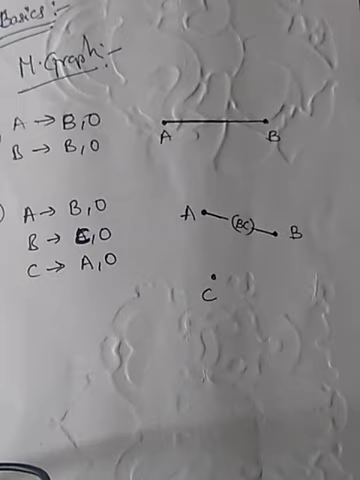 Basics:-
M.Graph:-
A → B,0
B → B,0
A B
) A → B,0
B → C,0
C → A,0
A (BC) B
C